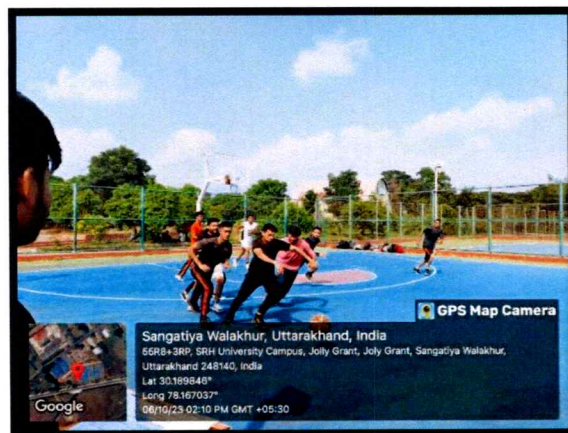 GPS Map Camera
Sangatiya Walakhur, Uttarakhand, India
55R8+3RP, SRH University Campus, Jolly Grant, Joly Grant, Sangatiya Walakhur,
Uttarakhand 248140, India
Lat 30.189846°
Long 78.167037°
06/10/23 02:10 PM GMT +05:30
Google